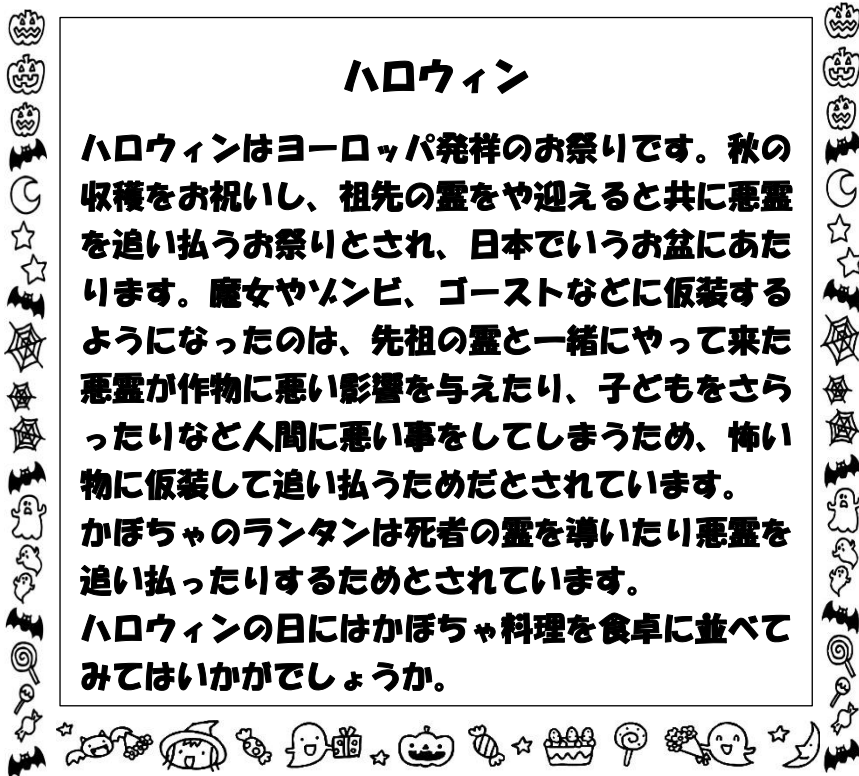 ハロウィン
ハロウィンはヨーロッパ発祥のお祭りです。秋の
収穫をお祝いし、祖先の霊をや迎えると共に悪霊
を追い払うお祭りとされ、日本でいうお盆にあた
ります。魔女やゾンビ、ゴーストなどに仮装する
ようになったのは、先祖の霊と一緒にやって来た
悪霊が作物に悪い影響を与えたり、子どもをさら
ったりなど人間に悪い事をしてしまうため、怖い
物に仮装して追い払うためだとされています。
かぼちゃのランタンは死者の霊を導いたり悪霊を
追い払ったりするためとされています。
ハロウィンの日にはかぼちゃ料理を食卓に並べて
みてはいかがでしょうか。